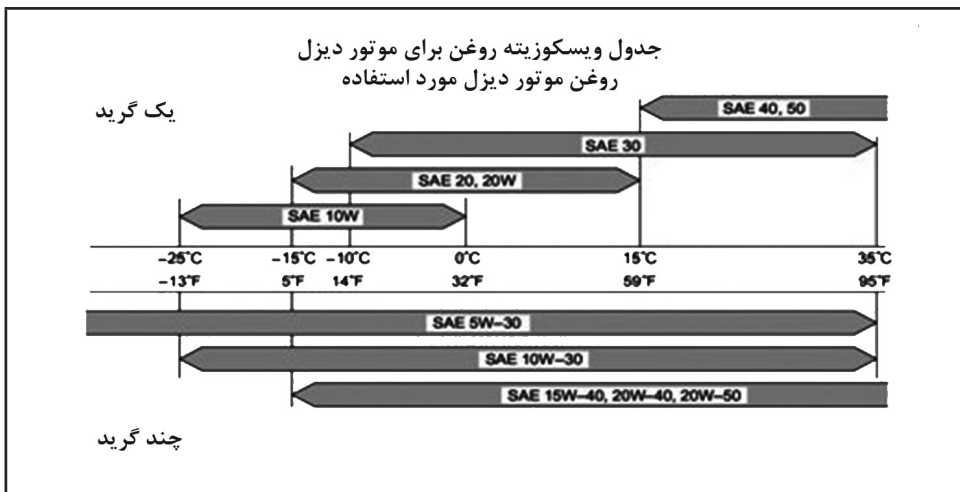 جدول ویسکوزیته روغن برای موتور دیزل
روغن موتور دیزل مورد استفاده
یک گرید
SAE 40, 50
SAE 30
SAE 20, 20W
SAE 10W
−25°C −15°C −10°C 0°C 15°C 35°C
−13°F 5°F 14°F 32°F 59°F 95°F
SAE 5W−30
SAE 10W−30
SAE 15W−40, 20W−40, 20W−50
چند گرید